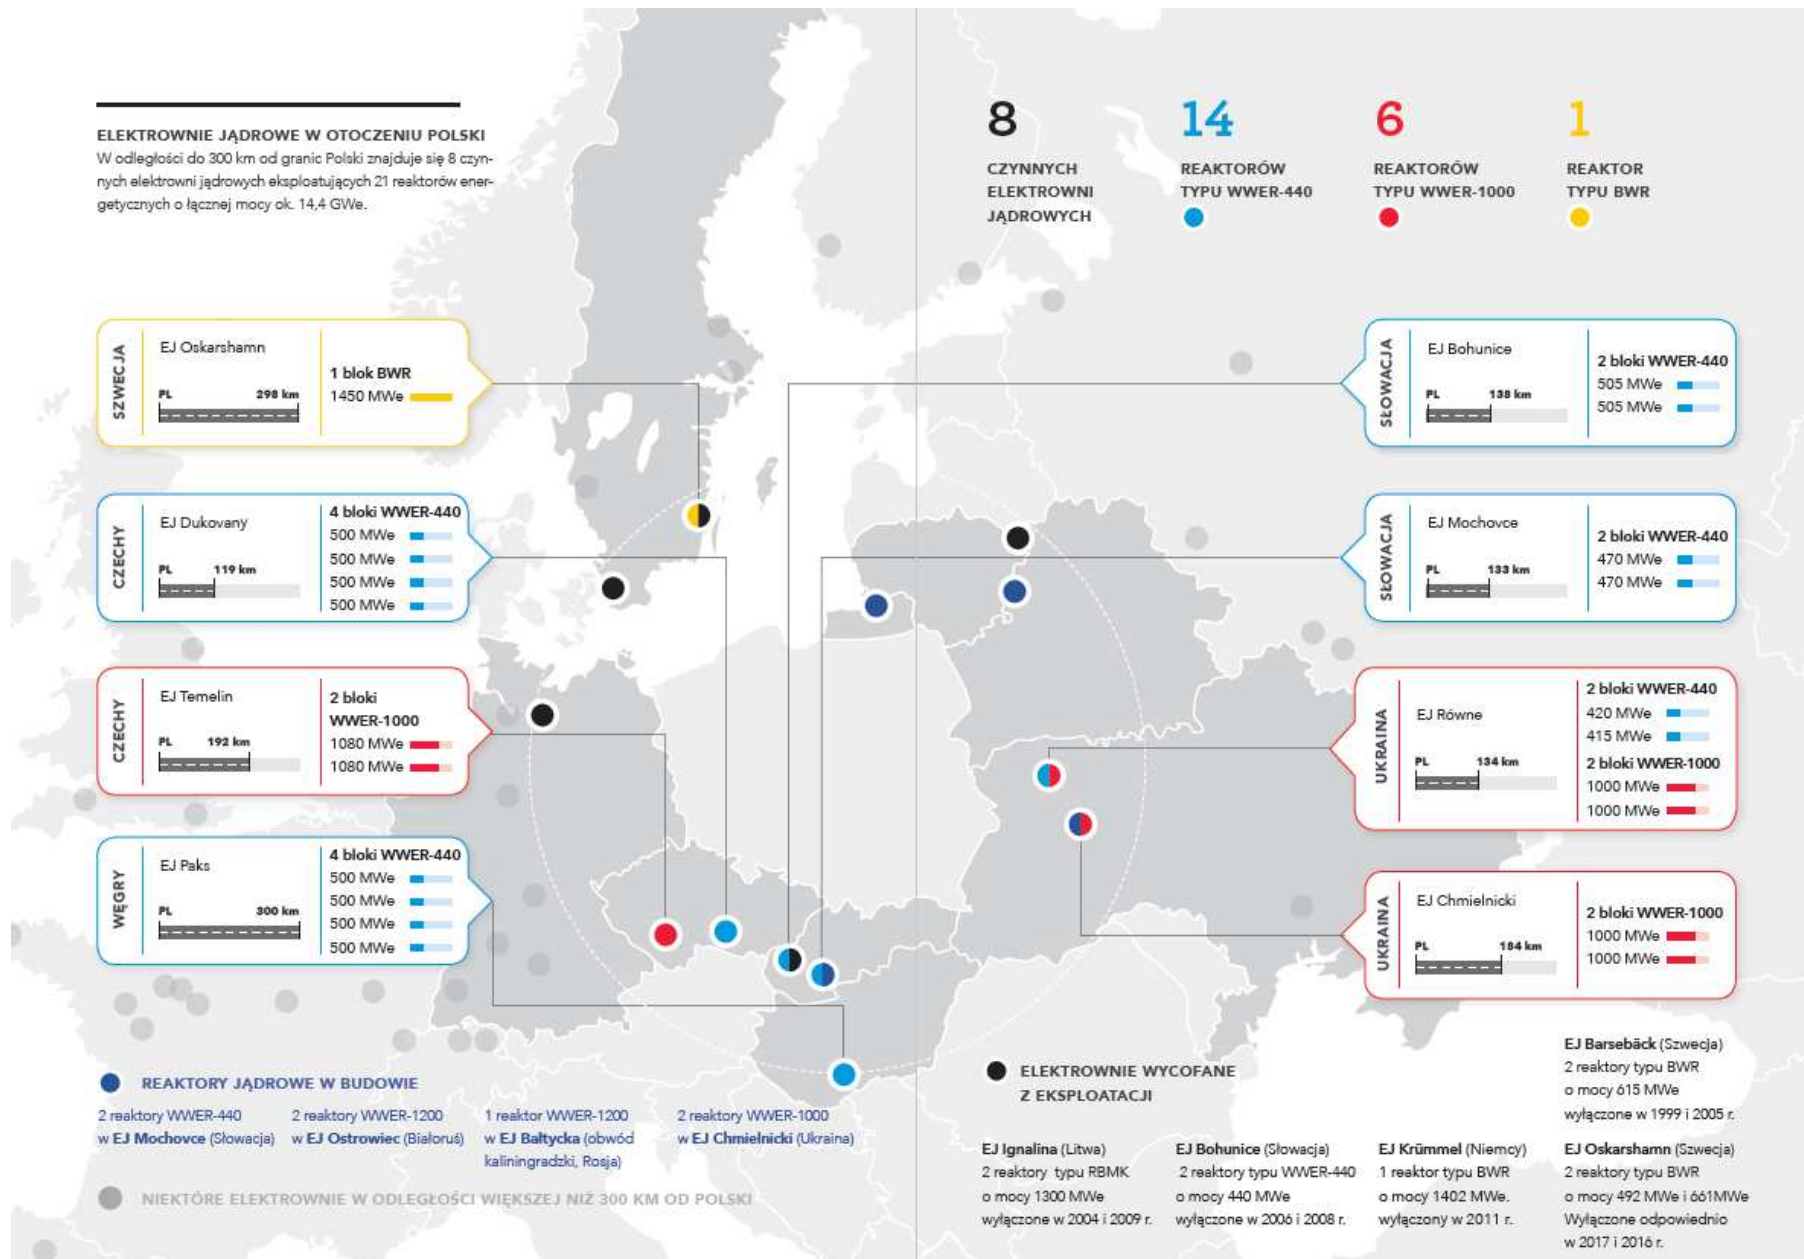 ELEKTROWNIE JĄDROWE W OTOCZENIU POLSKI
W odległości do 300 km od granic Polski znajduje się 8 czyn-
nych elektrowni jądrowych eksploatujących 21 reaktorów ener-
getycznych o łącznej mocy ok. 14,4 GWe.
8
CZYNNYCH
ELEKTROWNI
JĄDROWYCH
14
REAKTORÓW
TYPU WWER-440
6
REAKTORÓW
TYPU WWER-1000
1
REAKTOR
TYPU BWR
SZWECJA
EJ Oskarshamn
PL 298 km
1 blok BWR
1450 MWe
CZECHY
EJ Dukovany
PL 119 km
4 bloki WWER-440
500 MWe
500 MWe
500 MWe
500 MWe
CZECHY
EJ Temelin
PL 192 km
2 bloki
WWER-1000
1080 MWe
1080 MWe
WĘGRY
EJ Paks
PL 300 km
4 bloki WWER-440
500 MWe
500 MWe
500 MWe
500 MWe
SŁOWACJA
EJ Bohunice
PL 138 km
2 bloki WWER-440
505 MWe
505 MWe
SŁOWACJA
EJ Mochovce
PL 133 km
2 bloki WWER-440
470 MWe
470 MWe
UKRAINA
EJ Równe
PL 134 km
2 bloki WWER-440
420 MWe
415 MWe
2 bloki WWER-1000
1000 MWe
1000 MWe
UKRAINA
EJ Chmielnicki
PL 184 km
2 bloki WWER-1000
1000 MWe
1000 MWe
REAKTORY JĄDROWE W BUDOWIE
2 reaktory WWER-440
w EJ Mochovce (Słowacja)
2 reaktory WWER-1200
w EJ Ostrowiec (Białoruś)
1 reaktor WWER-1200
w EJ Bałtycka (obwód
kaliningradzki, Rosja)
2 reaktory WWER-1000
w EJ Chmielnicki (Ukraina)
NIEKTÓRE ELEKTROWNIE W ODLEGŁOŚCI WIĘKSZEJ NIŻ 300 KM OD POLSKI
ELEKTROWNIE WYCOFANE
Z EKSPLOATACJI
EJ Barsebäck (Szwecja)
2 reaktory typu BWR
o mocy 615 MWe
wyłączone w 1999 i 2005 r.
EJ Ignalina (Litwa)
2 reaktory typu RBMK
o mocy 1300 MWe
wyłączone w 2004 i 2009 r.
EJ Bohunice (Słowacja)
2 reaktory typu WWER-440
o mocy 440 MWe
wyłączone w 2006 i 2008 r.
EJ Krümmel (Niemcy)
1 reaktor typu BWR
o mocy 1402 MWe.
wyłączony w 2011 r.
EJ Oskarshamn (Szwecja)
2 reaktory typu BWR
o mocy 492 MWe i 661MWe
Wyłączone odpowiednio
w 2017 i 2016 r.